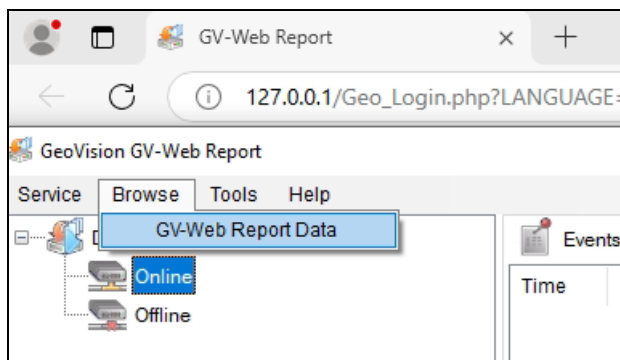 GV-Web Report
127.0.0.1/Geo_Login.php?LANGUAGE=
GeoVision GV-Web Report
Service Browse Tools Help
GV-Web Report Data
Events
Online
Time
Offline